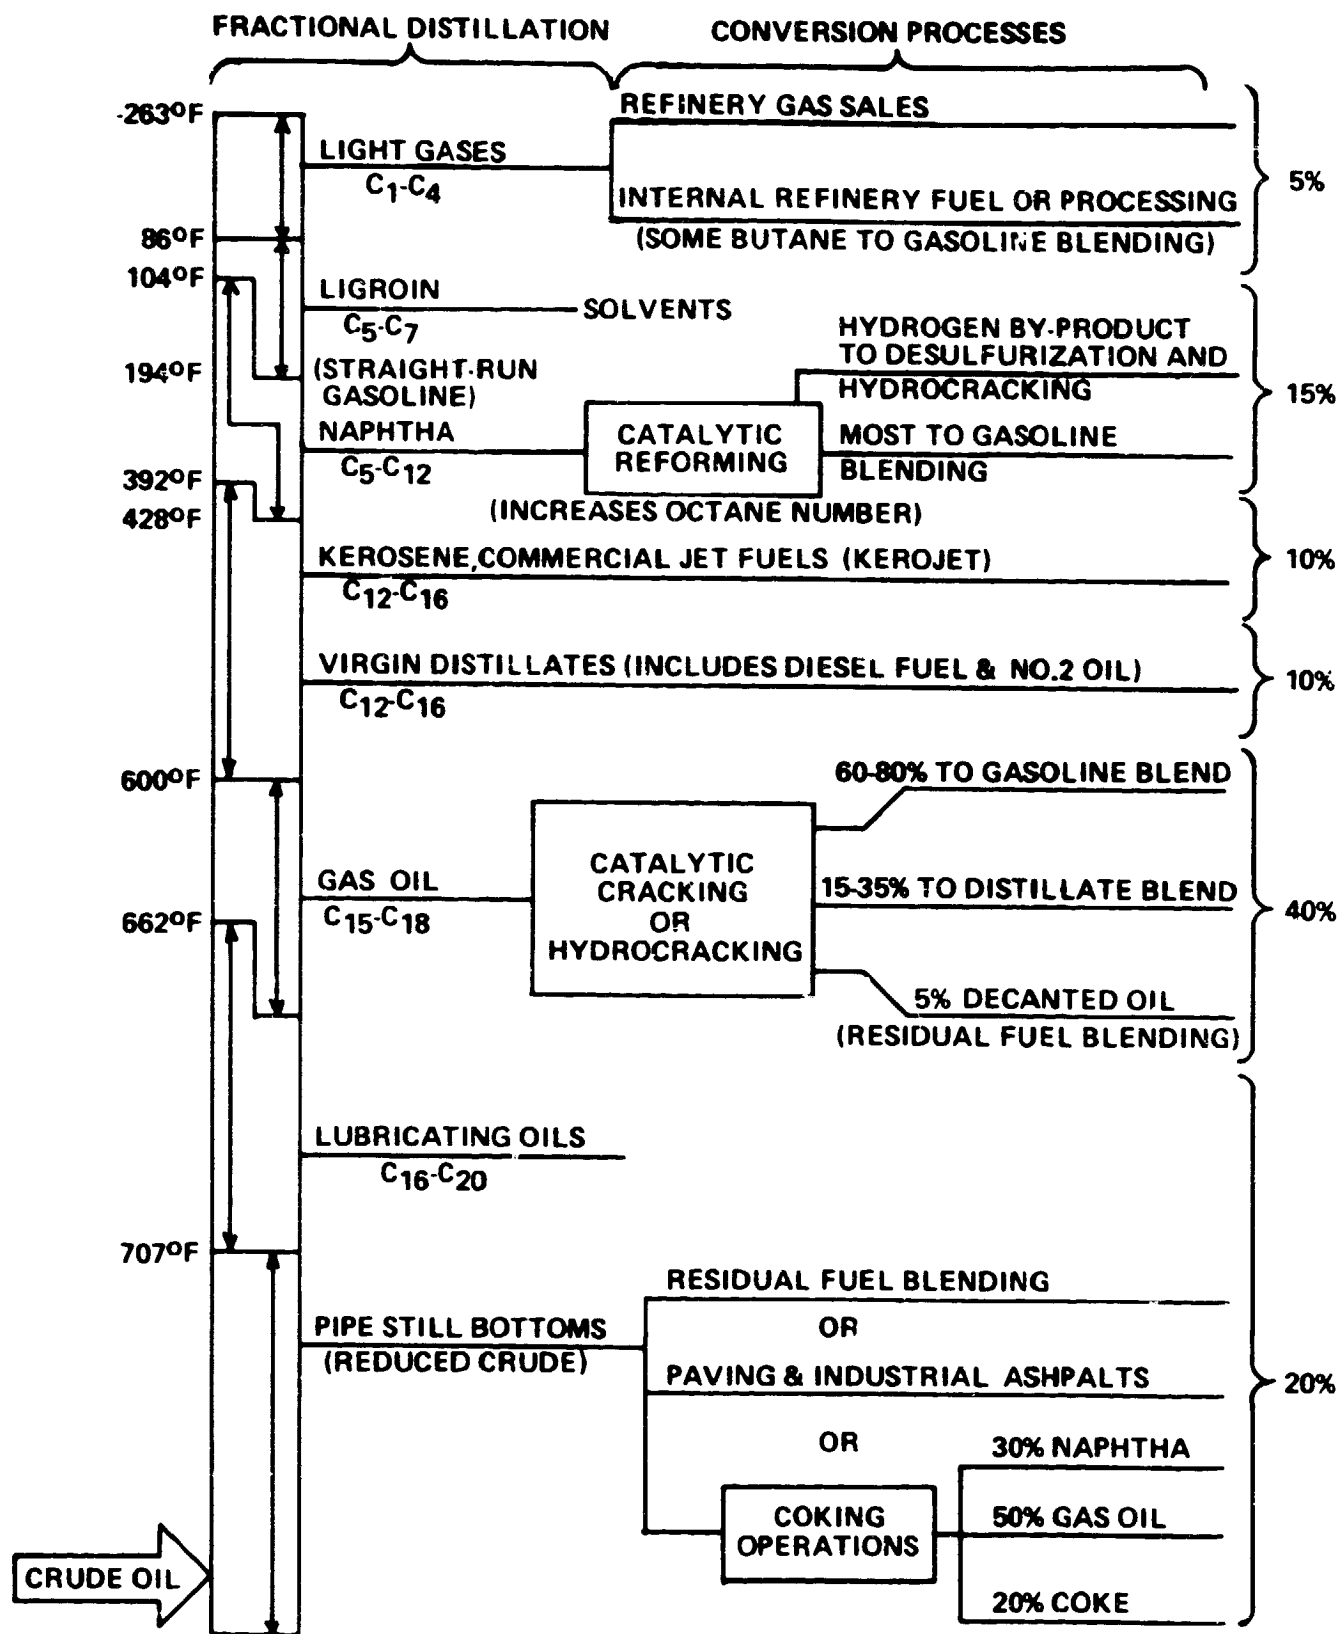 FRACTIONAL DISTILLATION
CONVERSION PROCESSES
-263°F
REFINERY GAS SALES
LIGHT GASES
C1-C4
5%
INTERNAL REFINERY FUEL OR PROCESSING
(SOME BUTANE TO GASOLINE BLENDING)
86°F
104°F
LIGROIN
C5-C7
SOLVENTS
HYDROGEN BY-PRODUCT
TO DESULFURIZATION AND
HYDROCRACKING
194°F
(STRAIGHT-RUN
GASOLINE)
15%
NAPHTHA
C5-C12
CATALYTIC
REFORMING
MOST TO GASOLINE
BLENDING
392°F
428°F
(INCREASES OCTANE NUMBER)
KEROSENE, COMMERCIAL JET FUELS (KEROJET)
C12-C16
10%
VIRGIN DISTILLATES (INCLUDES DIESEL FUEL & NO.2 OIL)
C12-C16
10%
600°F
60-80% TO GASOLINE BLEND
GAS OIL
C15-C18
CATALYTIC
CRACKING
OR
HYDROCRACKING
15-35% TO DISTILLATE BLEND
40%
662°F
5% DECANTED OIL
(RESIDUAL FUEL BLENDING)
LUBRICATING OILS
C16-C20
707°F
RESIDUAL FUEL BLENDING
PIPE STILL BOTTOMS
(REDUCED CRUDE)
OR
PAVING & INDUSTRIAL ASHPALTS
20%
OR
30% NAPHTHA
COKING
OPERATIONS
50% GAS OIL
20% COKE
CRUDE OIL